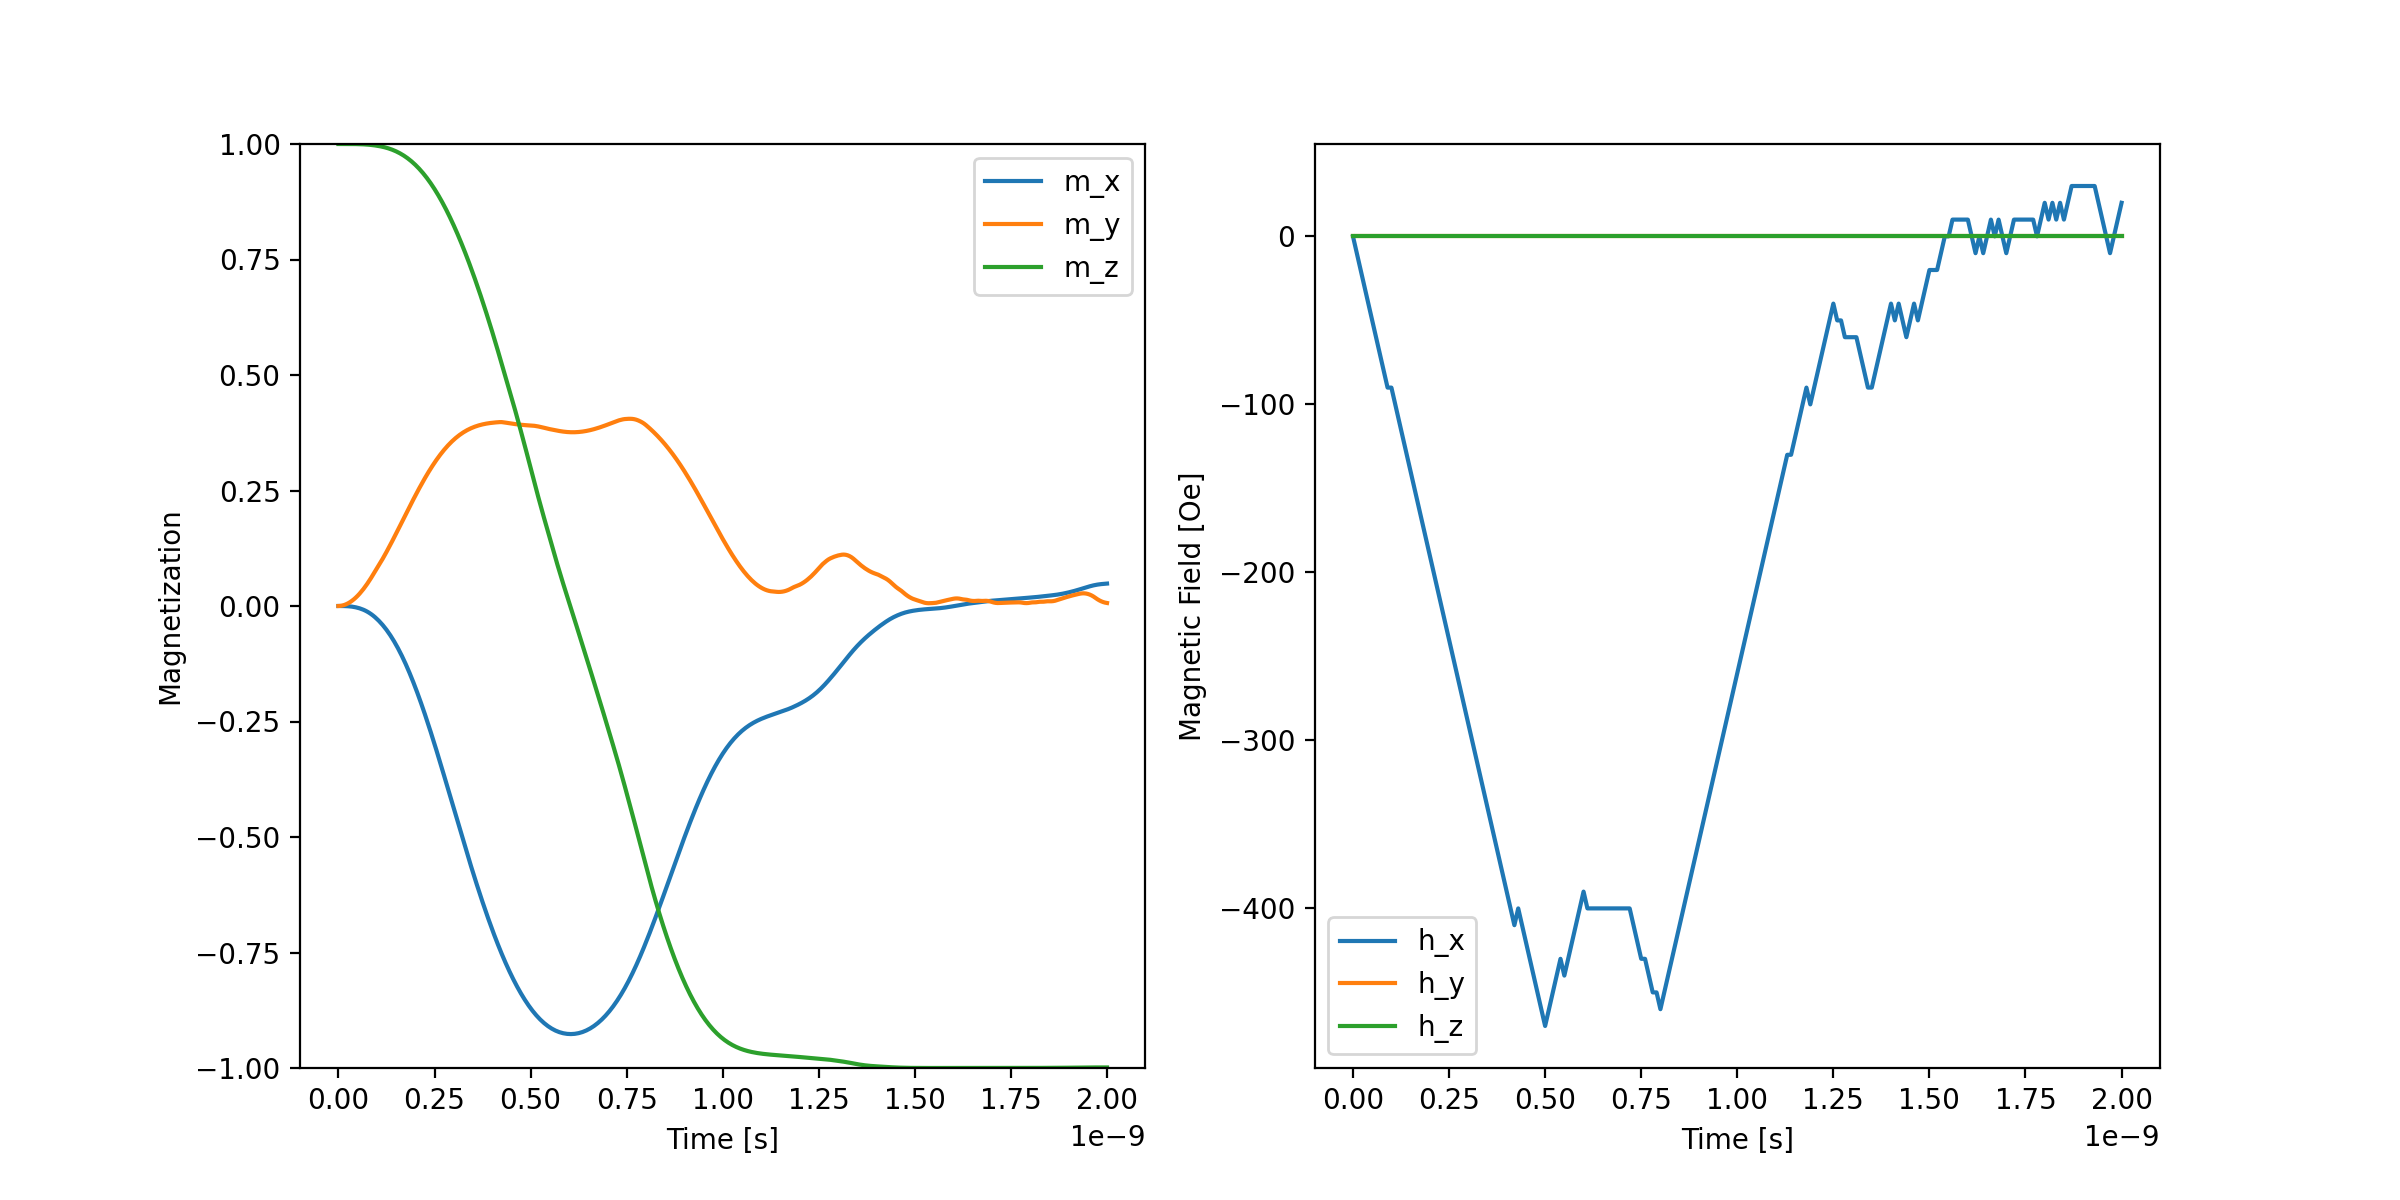 1.00
0.75
0.50
0.25
0.00
−0.25
−0.50
−0.75
−1.00
Magnetization
m_x
m_y
m_z
0.00 0.25 0.50 0.75 1.00 1.25 1.50 1.75 2.00
Time [s]
1e−9
0
−100
−200
−300
−400
Magnetic Field [Oe]
h_x
h_y
h_z
0.00 0.25 0.50 0.75 1.00 1.25 1.50 1.75 2.00
Time [s]
1e−9